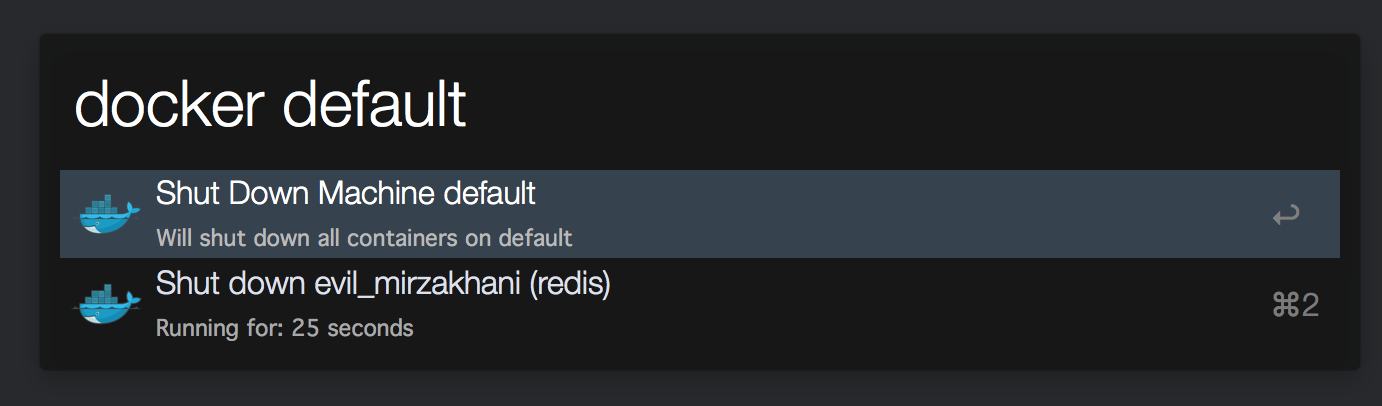 docker default
Shut Down Machine default
↩
Will shut down all containers on default
Shut down evil_mirzakhani (redis)
⌘2
Running for: 25 seconds